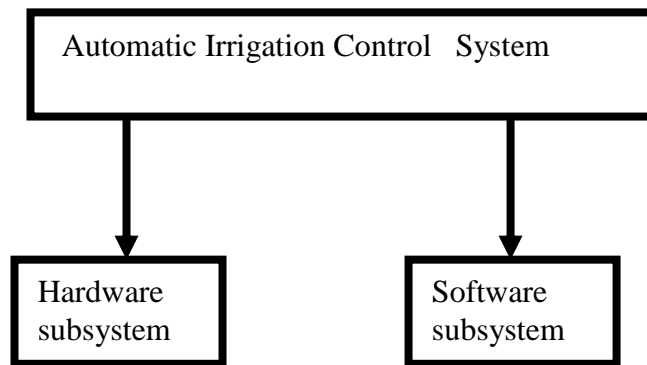 Automatic Irrigation Control System
Hardware
subsystem
Software
subsystem